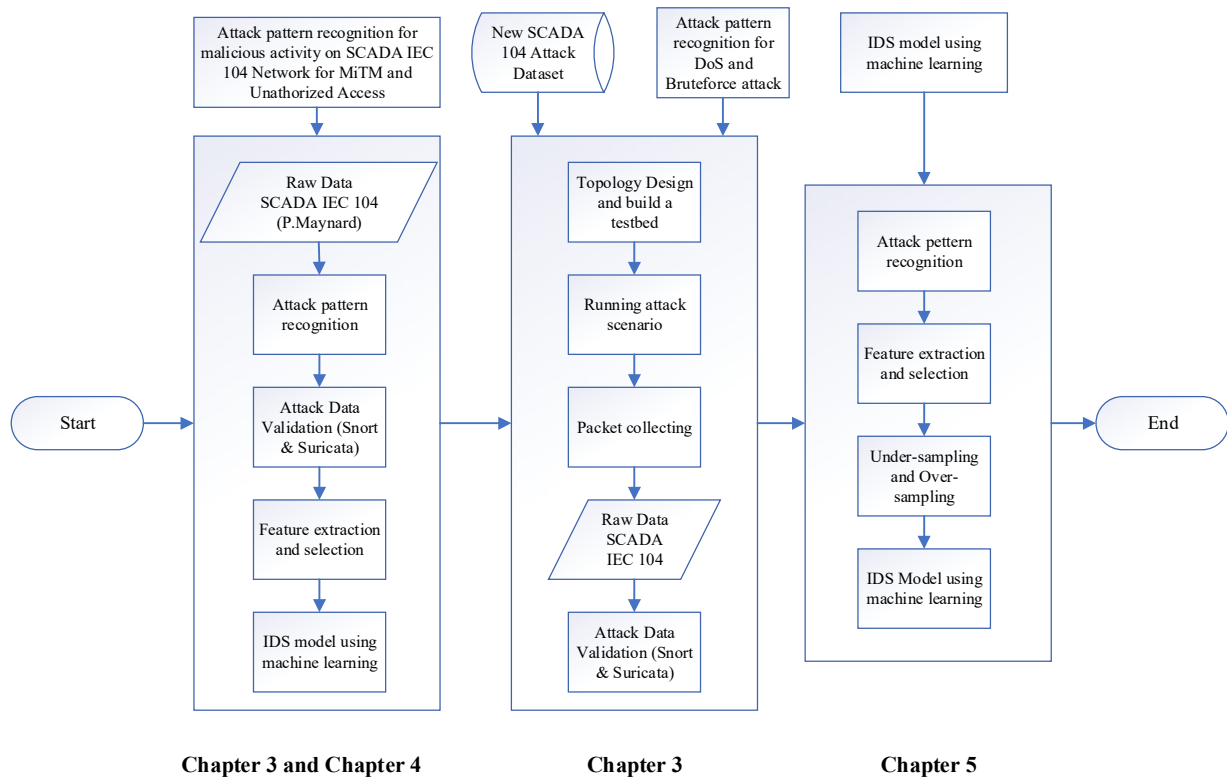 Attack pattern recognition for
malicious activity on SCADA IEC
104 Network for MiTM and
Unathorized Access
New SCADA
104 Attack
Dataset
Attack pattern
recognition for
DoS and
Bruteforce attack
IDS model using
machine learning
Start
Raw Data
SCADA IEC 104
(P.Maynard)
Attack pattern
recognition
Attack Data
Validation (Snort
& Suricata)
Feature extraction
and selection
IDS model using
machine learning
Topology Design
and build a
testbed
Running attack
scenario
Packet collecting
Raw Data
SCADA
IEC 104
Attack Data
Validation (Snort
& Suricata)
Attack pettern
recognition
Feature extraction
and selection
Under-sampling
and Over-
sampling
IDS Model using
machine learning
End
Chapter 3 and Chapter 4
Chapter 3
Chapter 5